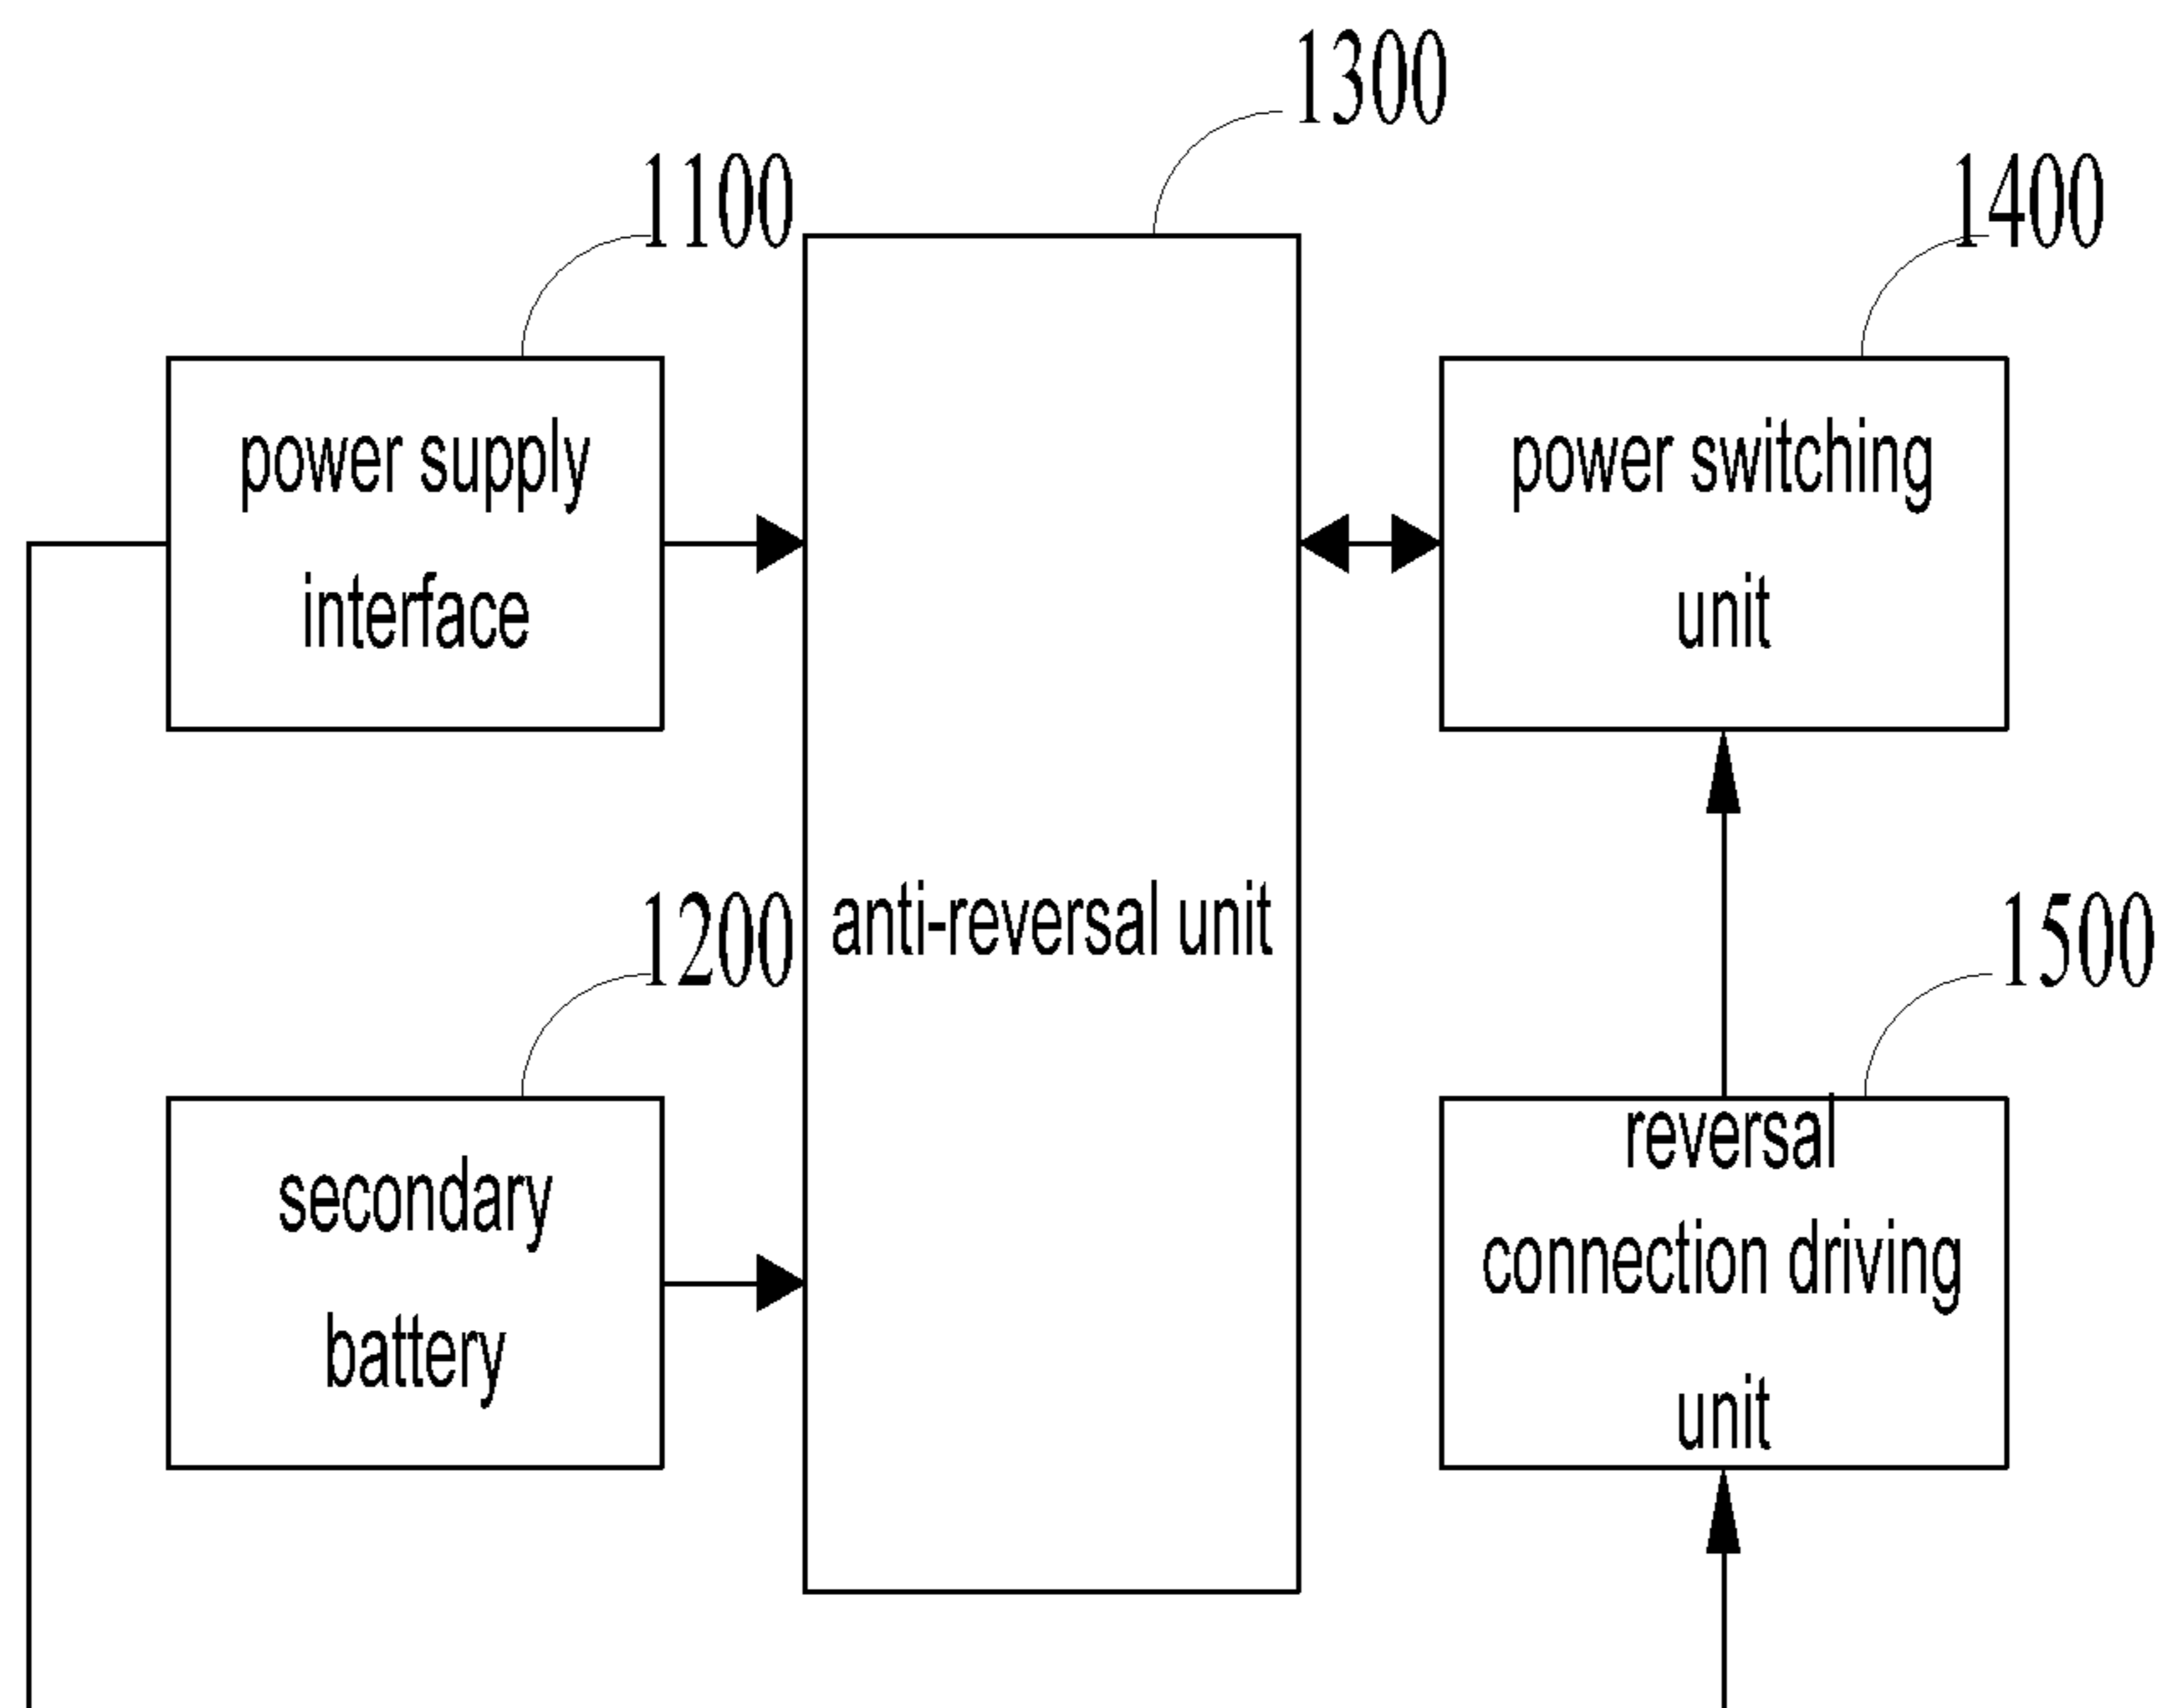 1300
1100
1400
power supply
interface
power switching
unit
anti-reversal unit
1200
1500
secondary
battery
reversal
connection driving
unit